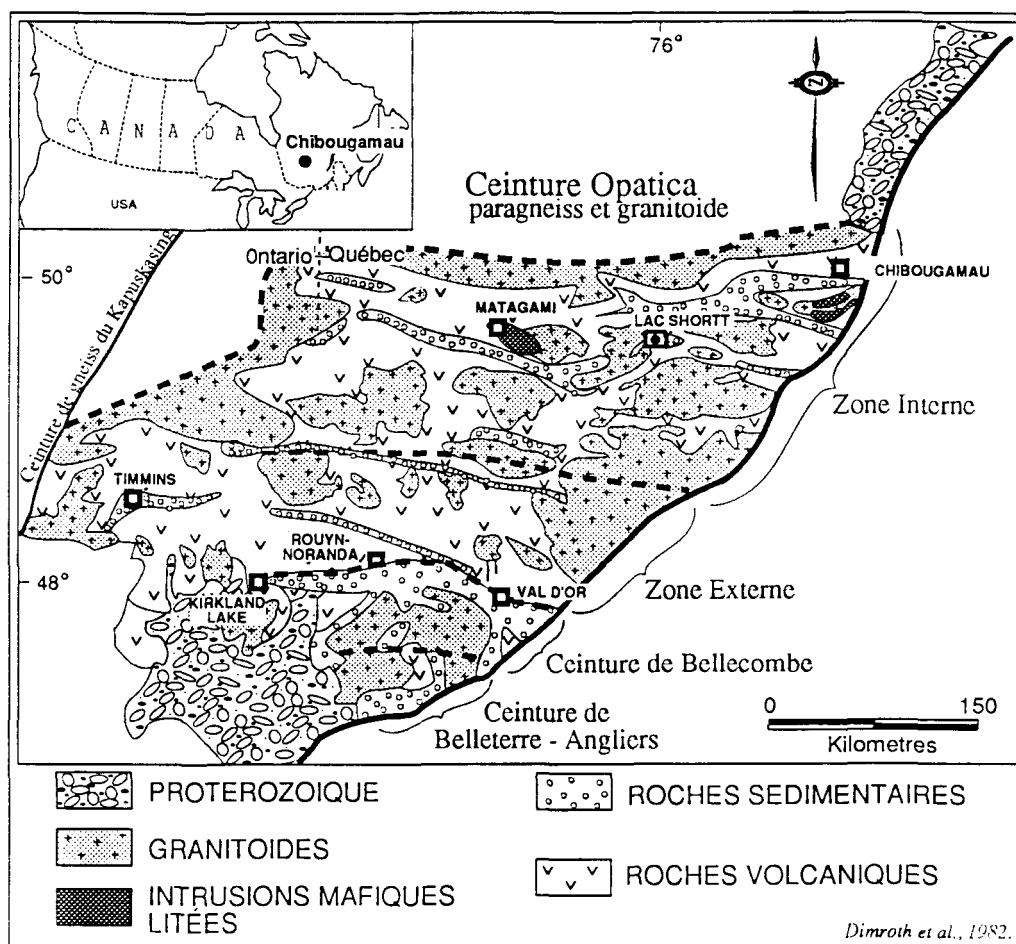 76°
CANADA
Chibougamau
USA
N
Ceinture Opatica
paragneiss et granitoide
Ontario
Québec
50°
CHIBOUGAMAU
MATAGAMI
LAC SHORTT
Ceinture de gneiss du Kapuskasing
Zone Interne
TIMMINS
ROUYN-
NORANDA
48°
KIRKLAND
LAKE
VAL D'OR
Zone Externe
Ceinture de Bellecombe
Ceinture de
Belleterre - Angliers
0 150
Kilometres
PROTEROZOIQUE
GRANITOIDES
INTRUSIONS MAFIQUES
LITÉES
ROCHES SEDIMENTAIRES
ROCHES VOLCANIQUES
Dimroth et al., 1982.